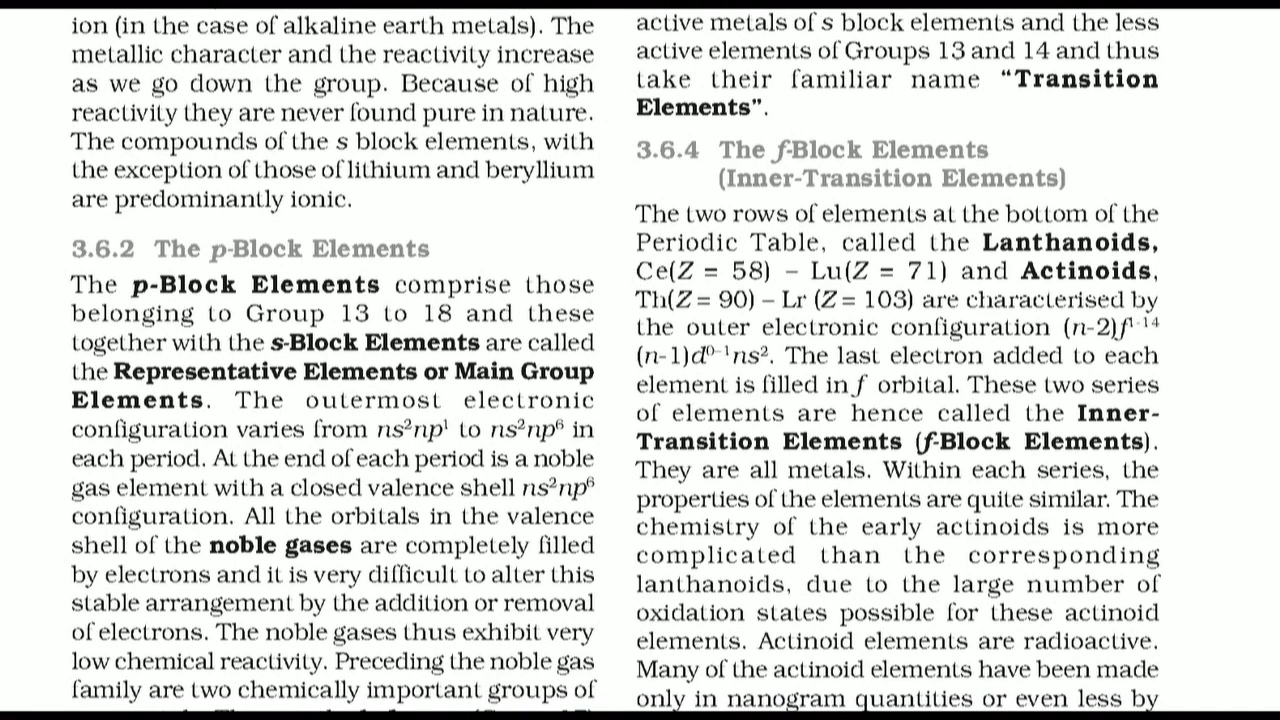 ion (in the case of alkaline earth metals). The
metallic character and the reactivity increase
as we go down the group. Because of high
reactivity they are never found pure in nature.
The compounds of the s block elements, with
the exception of those of lithium and beryllium
are predominantly ionic.
3.6.2 The p-Block Elements
The p-Block Elements comprise those
belonging to Group 13 to 18 and these
together with the s-Block Elements are called
the Representative Elements or Main Group
Elements. The outermost electronic
configuration varies from ns²np¹ to ns²np⁶ in
each period. At the end of each period is a noble
gas element with a closed valence shell ns²np⁶
configuration. All the orbitals in the valence
shell of the noble gases are completely filled
by electrons and it is very difficult to alter this
stable arrangement by the addition or removal
of electrons. The noble gases thus exhibit very
low chemical reactivity. Preceding the noble gas
family are two chemically important groups of
active metals of s block elements and the less
active elements of Groups 13 and 14 and thus
take their familiar name “Transition
Elements”.
3.6.4 The f-Block Elements
(Inner-Transition Elements)
The two rows of elements at the bottom of the
Periodic Table, called the Lanthanoids,
Ce(Z = 58) – Lu(Z = 71) and Actinoids,
Th(Z = 90) – Lr (Z = 103) are characterised by
the outer electronic configuration (n-2)f¹⁻¹⁴
(n-1)d⁰⁻¹ns². The last electron added to each
element is filled in f orbital. These two series
of elements are hence called the Inner-
Transition Elements (f-Block Elements).
They are all metals. Within each series, the
properties of the elements are quite similar. The
chemistry of the early actinoids is more
complicated than the corresponding
lanthanoids, due to the large number of
oxidation states possible for these actinoid
elements. Actinoid elements are radioactive.
Many of the actinoid elements have been made
only in nanogram quantities or even less by